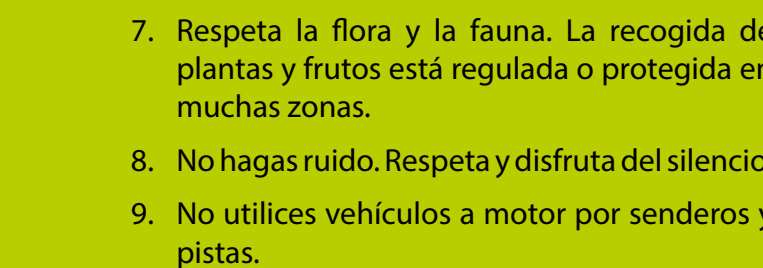 7. Respeta la flora y la fauna. La recogida de
plantas y frutos está regulada o protegida en
muchas zonas.
8. No hagas ruido. Respeta y disfruta del silencio
9. No utilices vehículos a motor por senderos y
pistas.